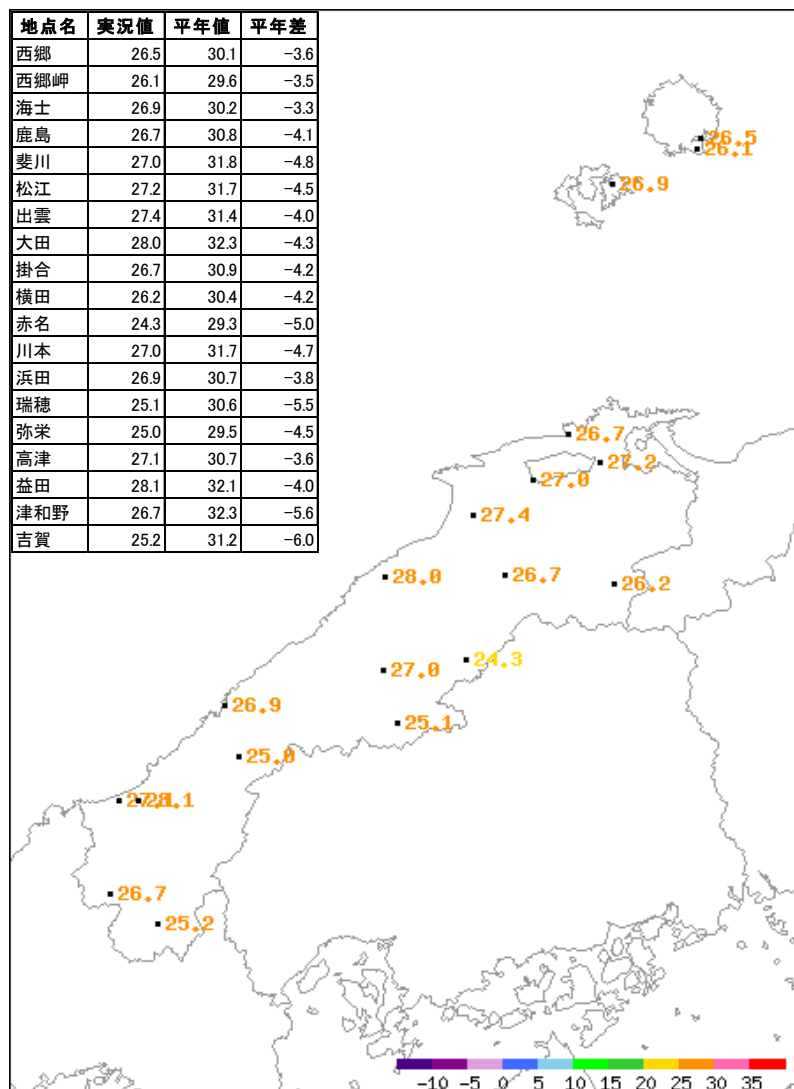 地点名 実況値 平年値 平年差
西郷 26.5 30.1 −3.6
西郷岬 26.1 29.6 −3.5
海士 26.9 30.2 −3.3
鹿島 26.7 30.8 −4.1
斐川 27.0 31.8 −4.8
松江 27.2 31.7 −4.5
出雲 27.4 31.4 −4.0
大田 28.0 32.3 −4.3
掛合 26.7 30.9 −4.2
横田 26.2 30.4 −4.2
赤名 24.3 29.3 −5.0
川本 27.0 31.7 −4.7
浜田 26.9 30.7 −3.8
瑞穂 25.1 30.6 −5.5
弥栄 25.0 29.5 −4.5
高津 27.1 30.7 −3.6
益田 28.1 32.1 −4.0
津和野 26.7 32.3 −5.6
吉賀 25.2 31.2 −6.0
26.5
26.1
26.9
26.7
27.2
27.0
27.4
28.0
26.7
26.2
24.3
27.0
26.9
25.1
25.0
27.1
28.1
26.7
25.2
−10 −5 0 5 10 15 20 25 30 35